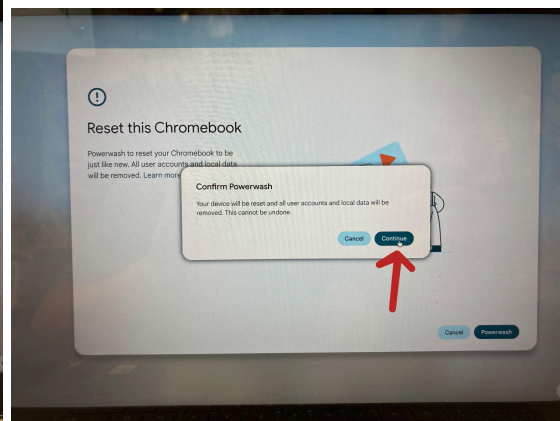 Reset this Chromebook
Powerwash to reset your Chromebook to be
just like new. All user accounts and local data
will be removed. Learn more
Confirm Powerwash
Your device will be reset and all user accounts and local data will be
removed. This cannot be undone.
Cancel
Continue
Cancel
Powerwash